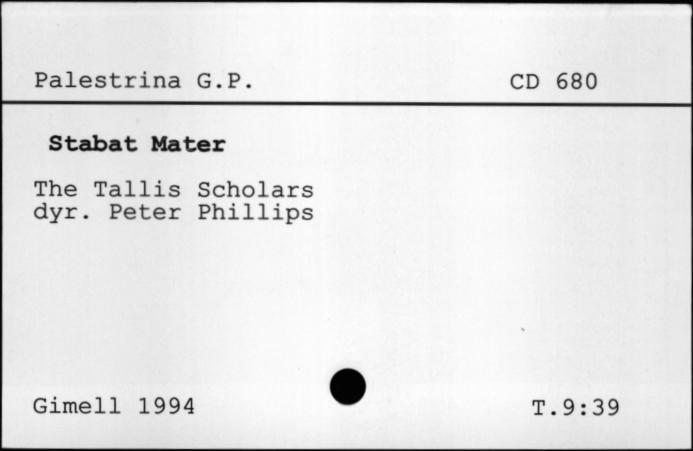 Palestrina G.P. CD 680
Stabat Mater
The Tallis Scholars
dyr. Peter Phillips
Gimell 1994 T.9:39